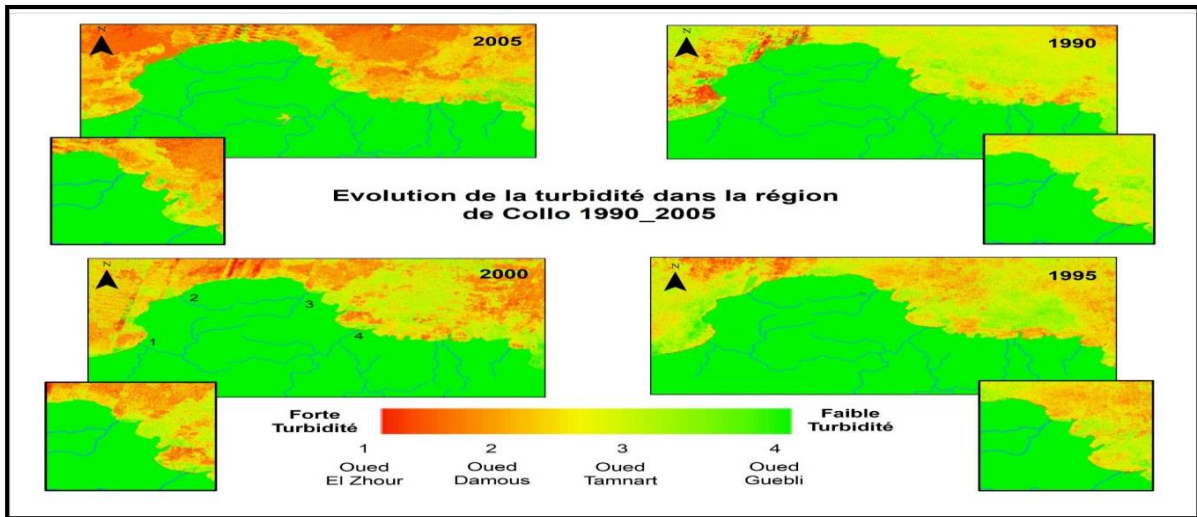 N
2005
N
1990
Evolution de la turbidité dans la région
de Collo 1990_2005
N
2000
2
3
1
4
N
1995
Forte
Turbidité
Faible
Turbidité
1
2
3
4
Oued
El Zhour
Oued
Damous
Oued
Tamnart
Oued
Guebli